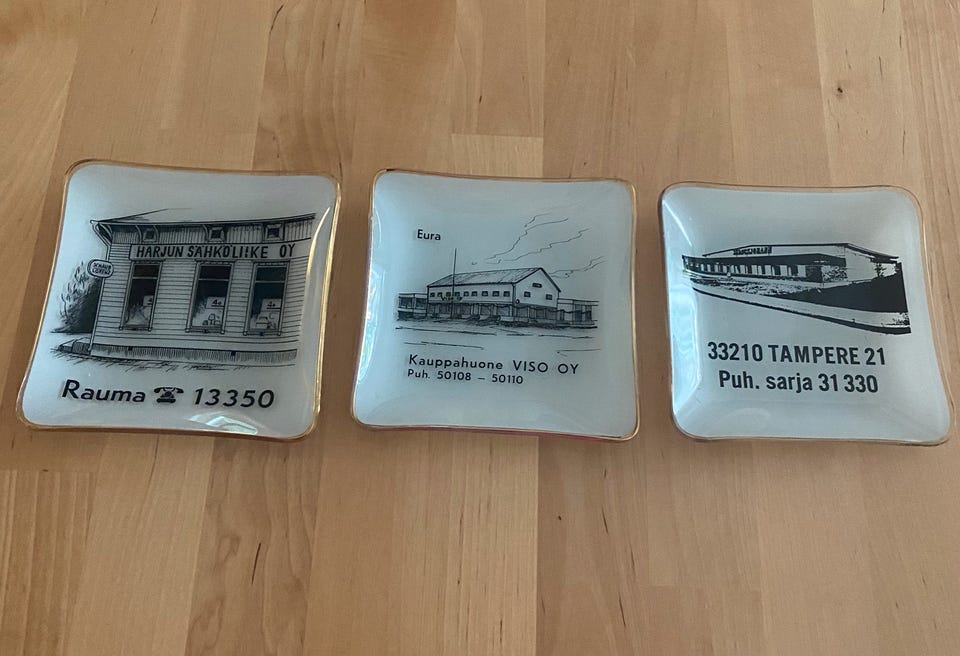 HARJUN SÄHKÖLIIKE OY
Rauma ☎ 13350
Eura
Kauppahuone VISO OY
Puh. 50108 – 50110
33210 TAMPERE 21
Puh. sarja 31 330